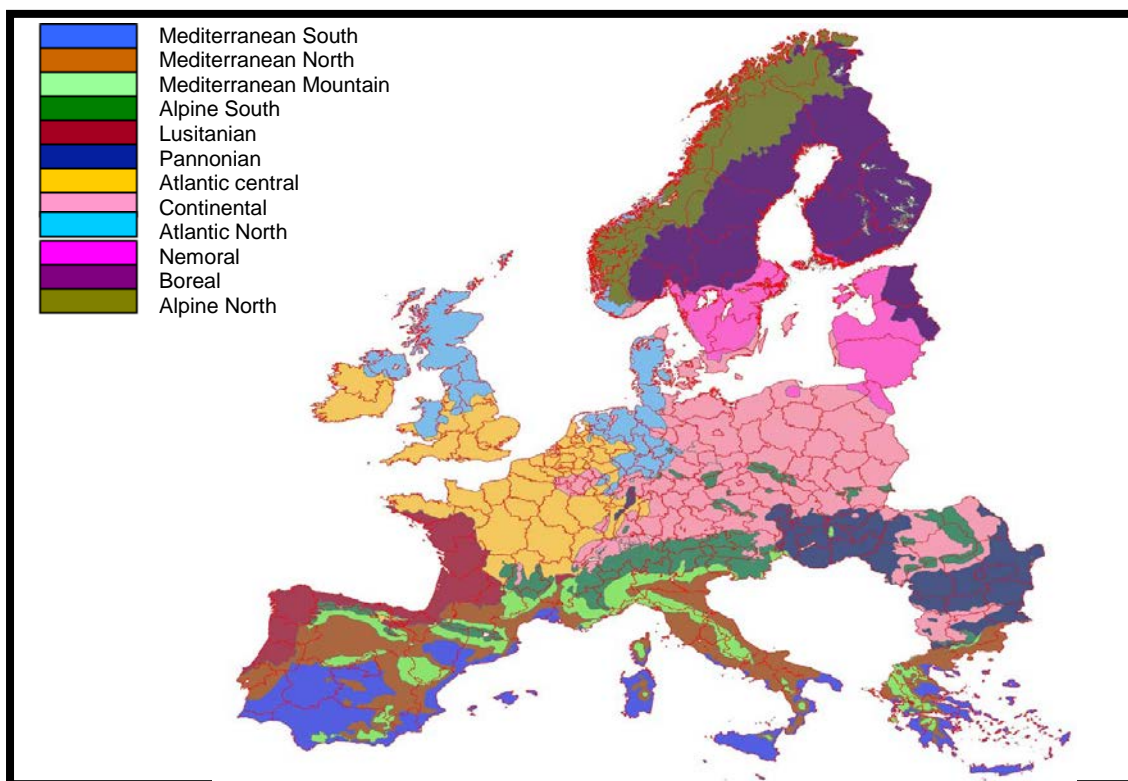 Mediterranean South
Mediterranean North
Mediterranean Mountain
Alpine South
Lusitanian
Pannonian
Atlantic central
Continental
Atlantic North
Nemoral
Boreal
Alpine North